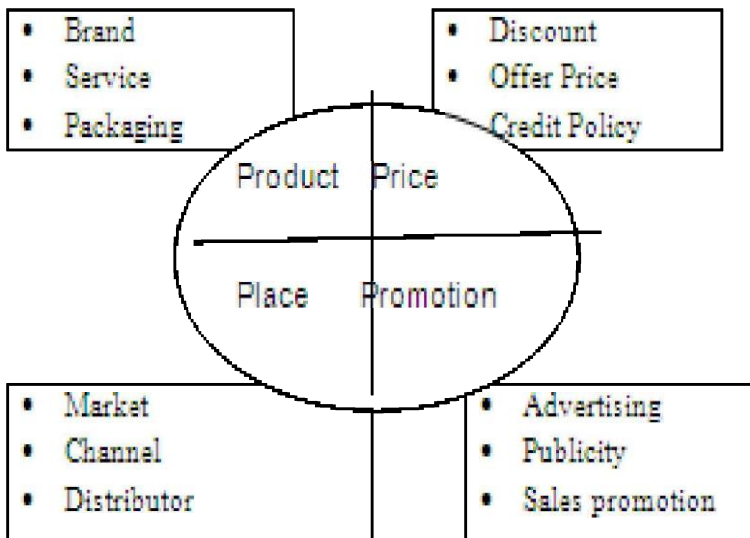 • Brand
• Service
• Packaging
• Discount
• Offer Price
Credit Policy
Product
Price
Place
Promotion
• Market
• Channel
• Distributor
• Advertising
• Publicity
• Sales promotion